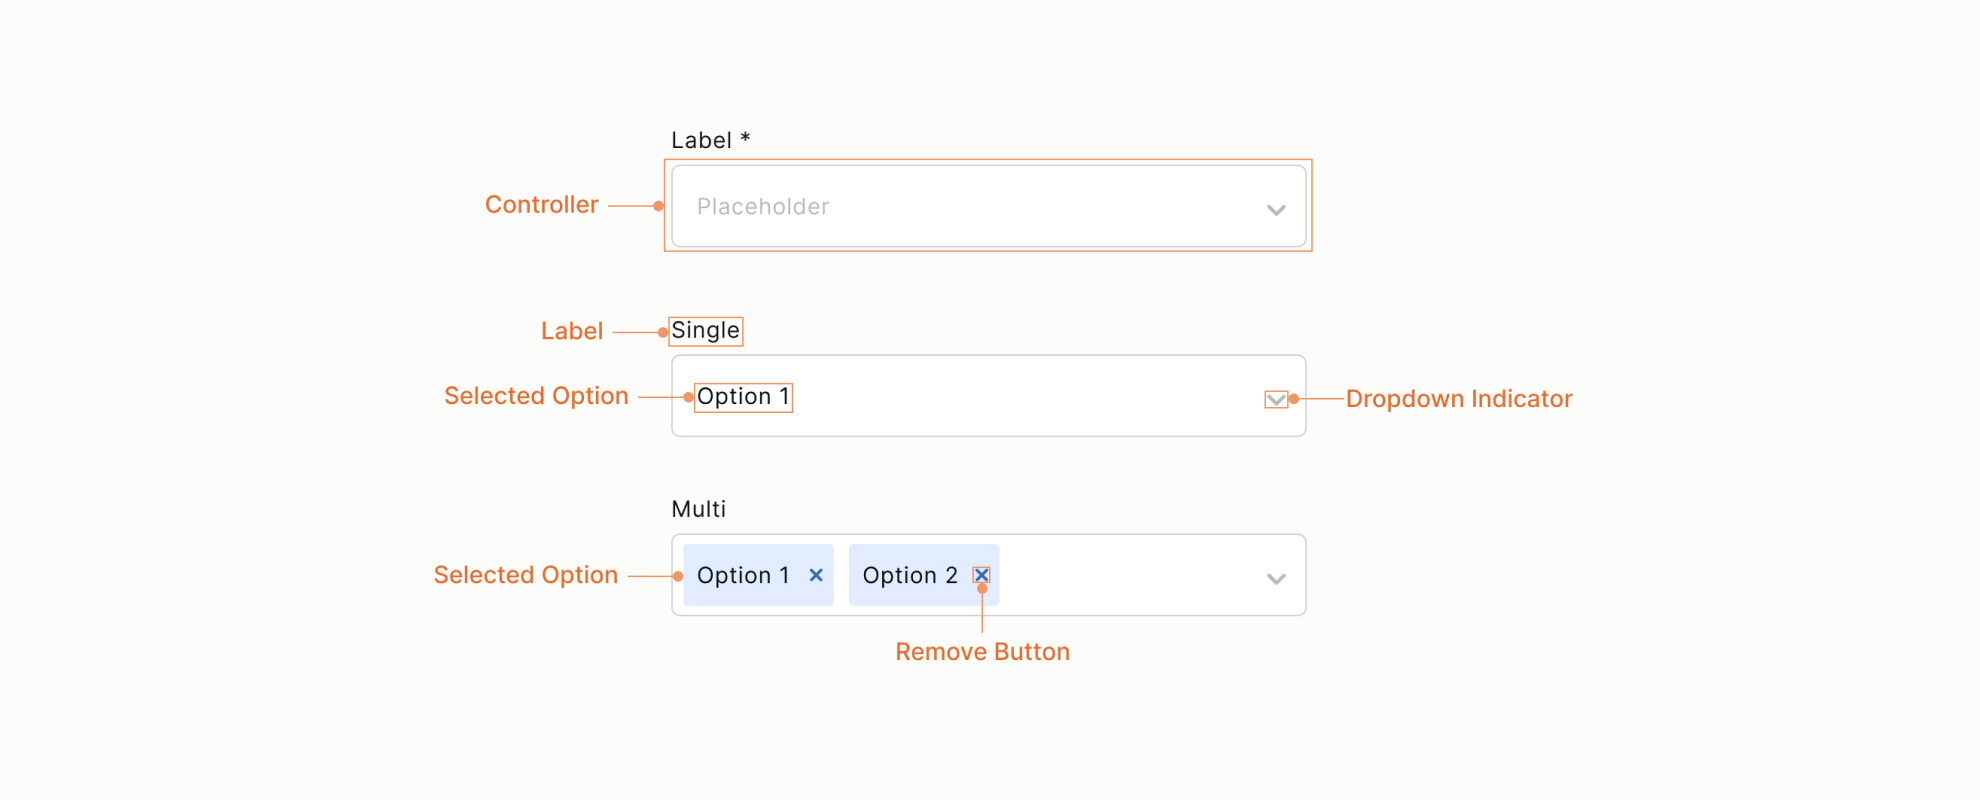 Label *
Controller
Placeholder
Label
Single
Selected Option
Option 1
Dropdown Indicator
Multi
Selected Option
Option 1
Option 2
Remove Button